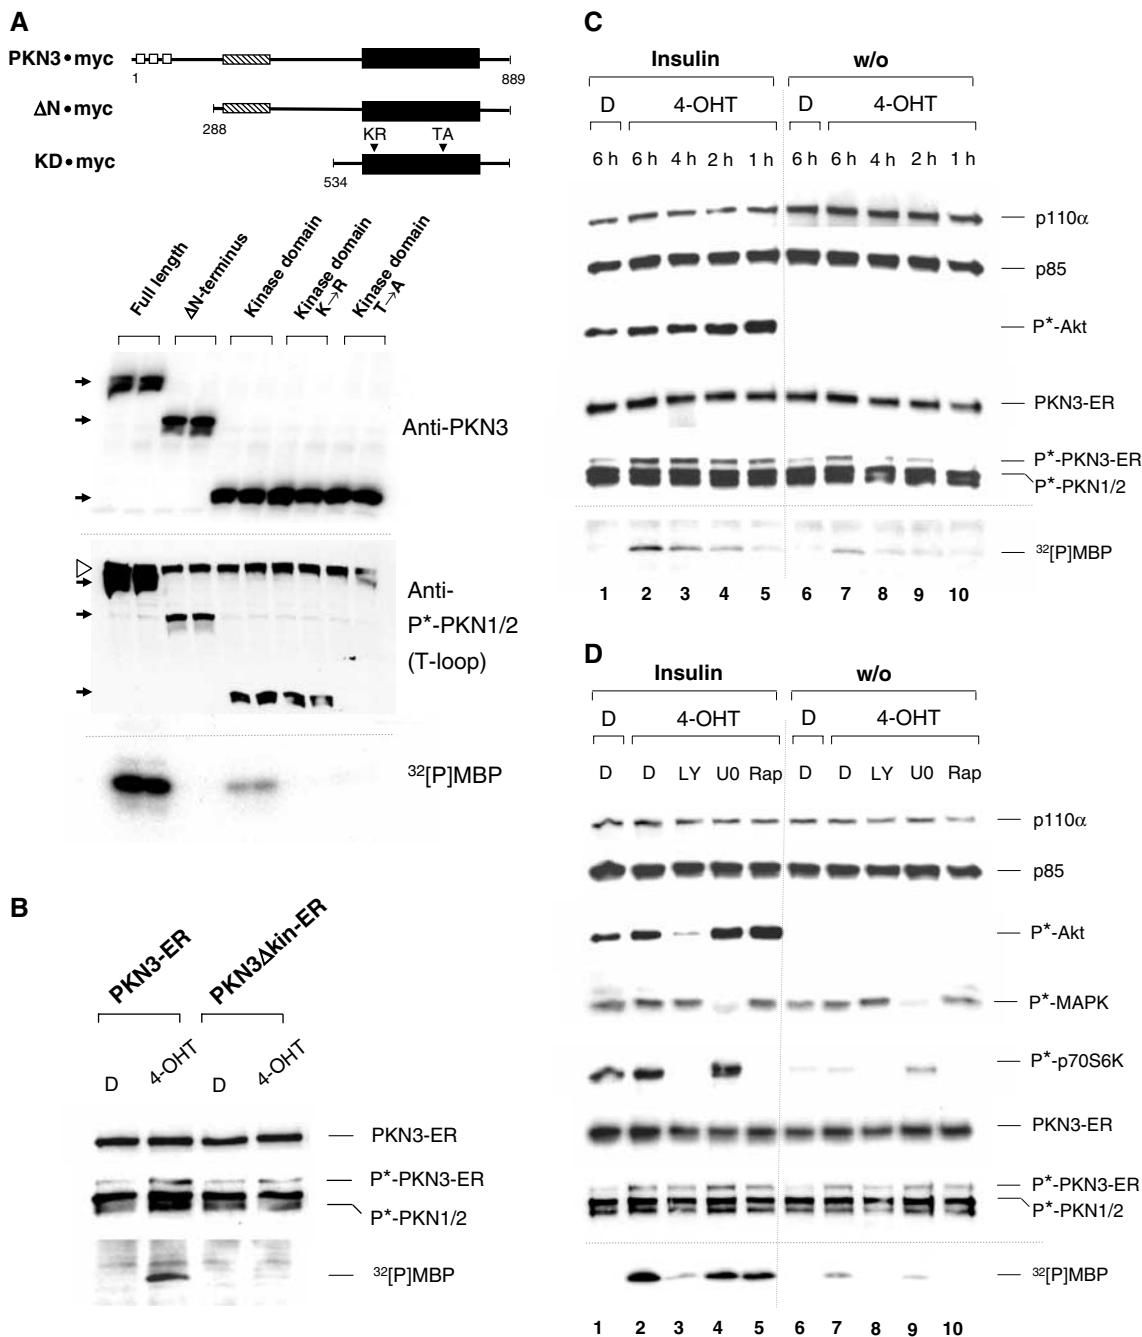 A
PKN3•myc
1
889
ΔN•myc
288
KR
TA
KD•myc
534
Full length
ΔN-terminus
Kinase domain
Kinase domain
K→R
Kinase domain
T→A
Anti-PKN3
Anti-
P*-PKN1/2
(T-loop)
32[P]MBP
B
PKN3-ER
PKN3Δkin-ER
D
4-OHT
D
4-OHT
PKN3-ER
P*-PKN3-ER
P*-PKN1/2
32[P]MBP
C
Insulin
w/o
D
4-OHT
D
4-OHT
6 h 6 h 4 h 2 h 1 h 6 h 6 h 4 h 2 h 1 h
p110α
p85
P*-Akt
PKN3-ER
P*-PKN3-ER
P*-PKN1/2
32[P]MBP
1 2 3 4 5 6 7 8 9 10
D
Insulin
w/o
D
4-OHT
D
4-OHT
D D LY U0 Rap D D LY U0 Rap
p110α
p85
P*-Akt
P*-MAPK
P*-p70S6K
PKN3-ER
P*-PKN3-ER
P*-PKN1/2
32[P]MBP
1 2 3 4 5 6 7 8 9 10